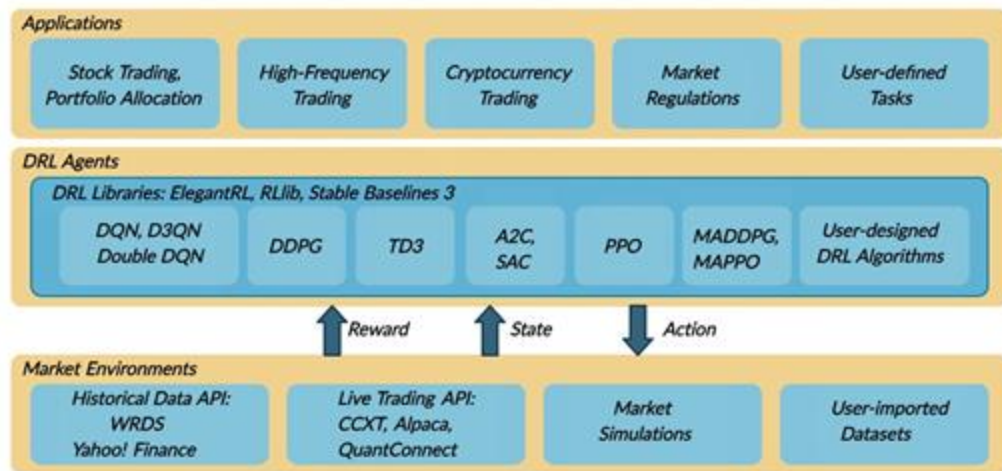 Applications
Stock Trading,
Portfolio Allocation
High-Frequency
Trading
Cryptocurrency
Trading
Market
Regulations
User-defined
Tasks
DRL Agents
DRL Libraries: ElegantRL, RLlib, Stable Baselines 3
DQN, D3QN
Double DQN
DDPG
TD3
A2C,
SAC
PPO
MADDPG,
MAPPO
User-designed
DRL Algorithms
Reward
State
Action
Market Environments
Historical Data API:
WRDS
Yahoo! Finance
Live Trading API:
CCXT, Alpaca,
QuantConnect
Market
Simulations
User-imported
Datasets